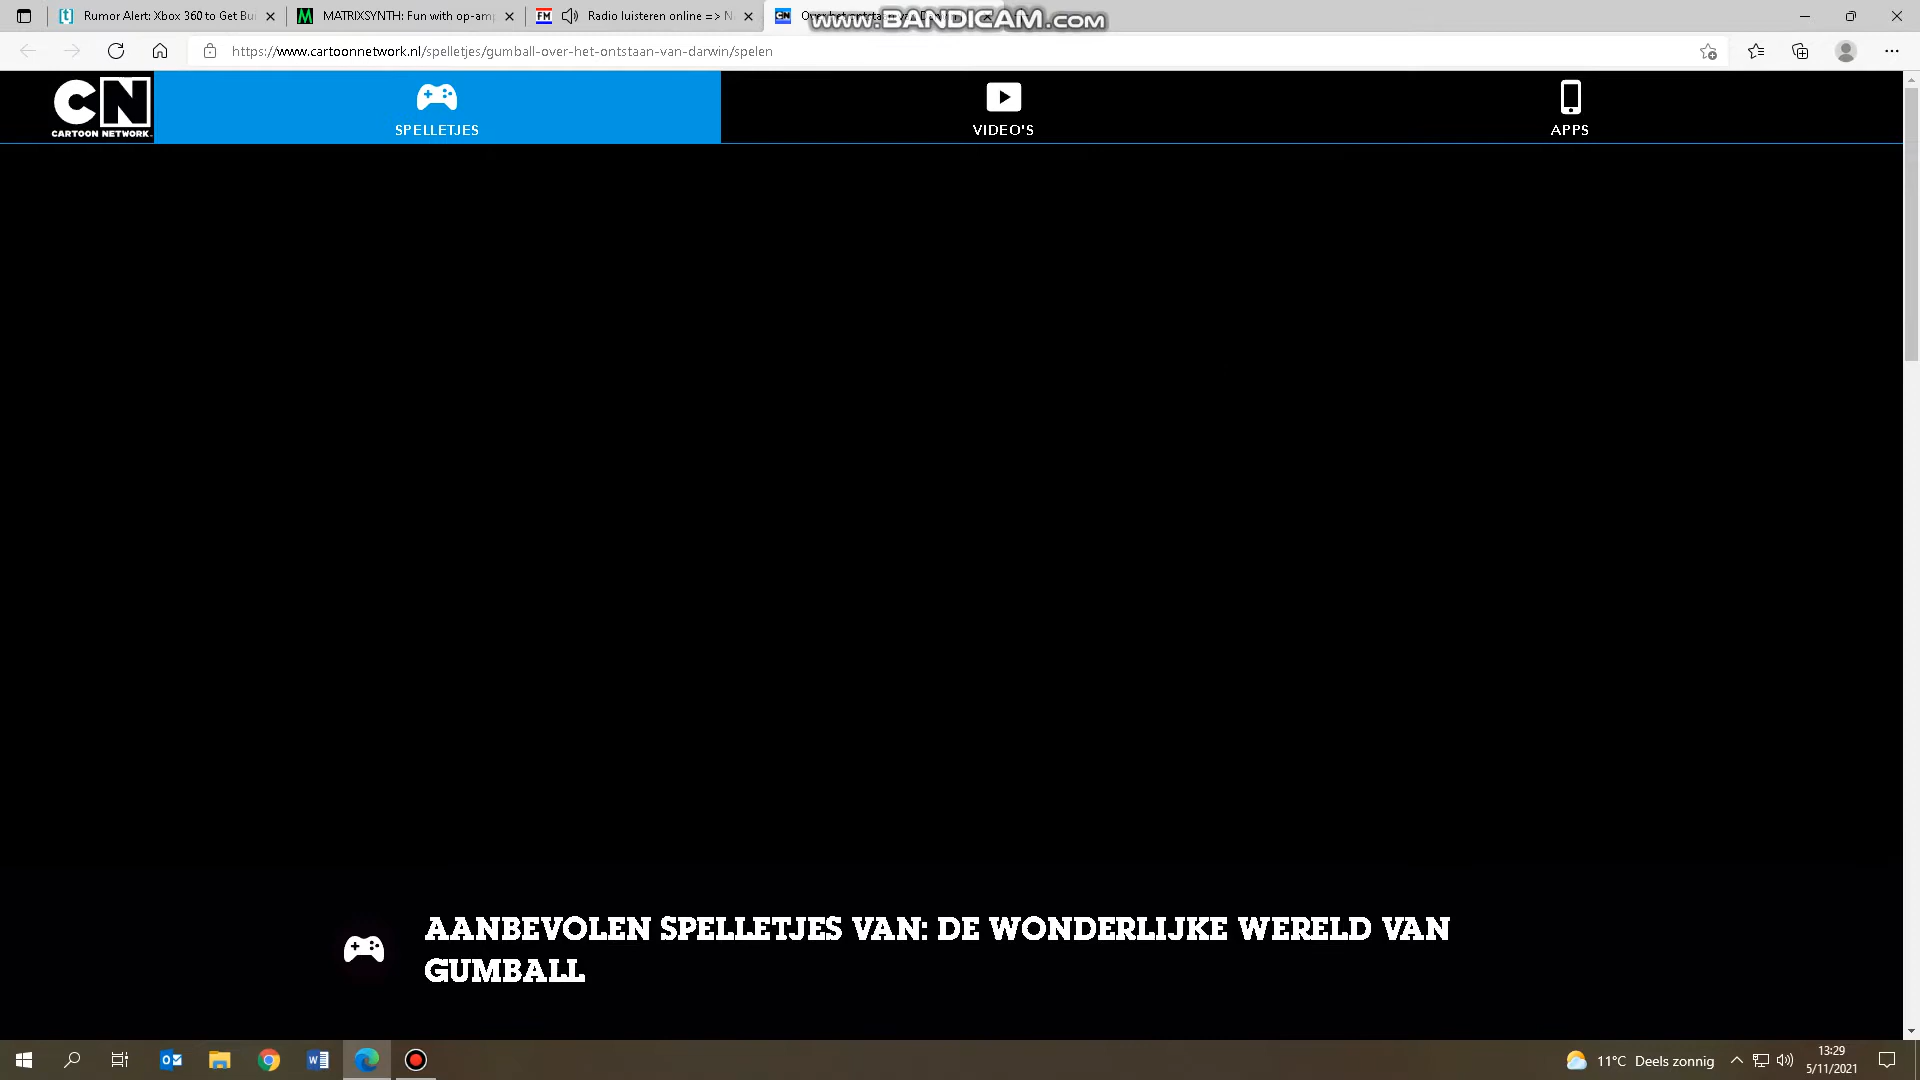 Rumor Alert: Xbox 360 to Get Bu
MATRIXSYNTH: Fun with op-amp
FM
Radio luisteren online => N
CN
www.BANDICAM.com
https://www.cartoonnetwork.nl/spelletjes/gumball-over-het-ontstaan-van-darwin/spelen
CN
CARTOON NETWORK.
SPELLETJES
VIDEO'S
APPS
AANBEVOLEN SPELLETJES VAN: DE WONDERLIJKE WERELD VAN
GUMBALL
11°C Deels zonnig
13:29
5/11/2021